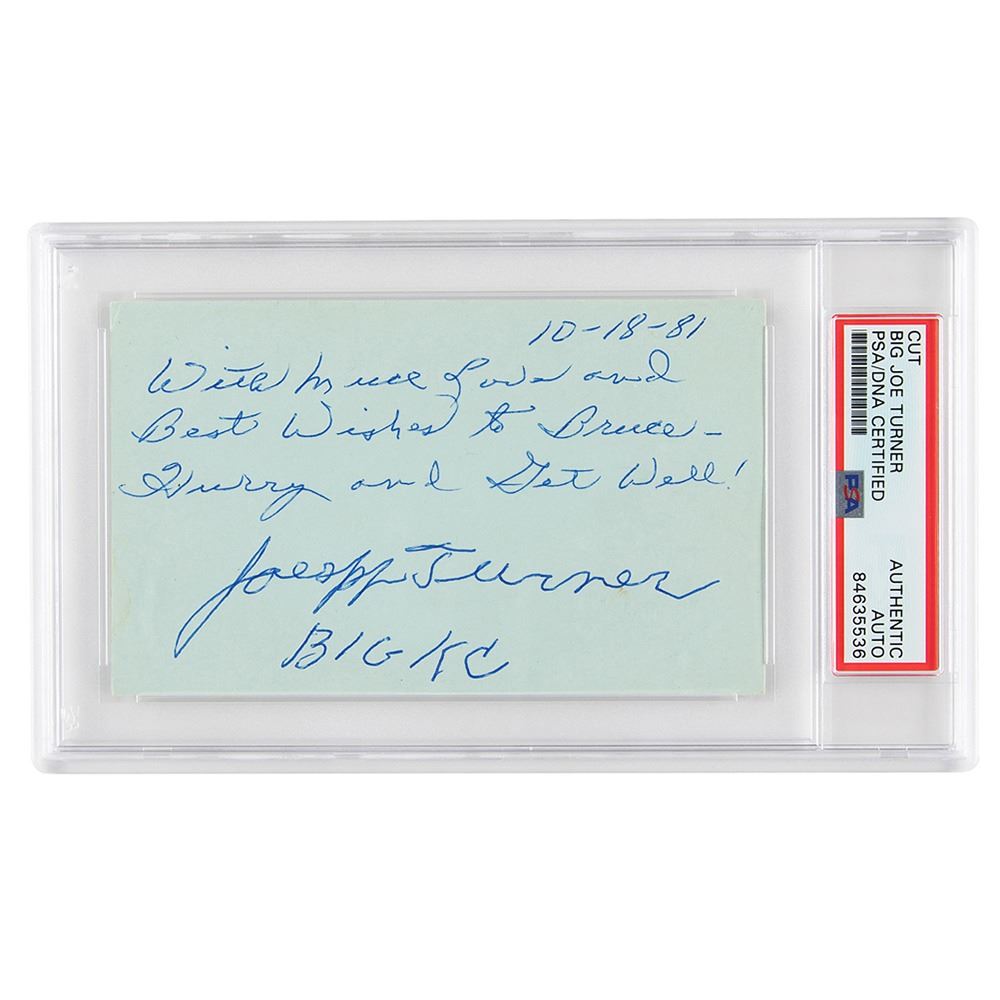 10-18-81
With Much Love and
Best Wishes to Bruce -
Hurry and Get Well!
Joespp Turner
BIG KC
CUT
BIG JOE TURNER
PSA/DNA CERTIFIED
PSA
AUTHENTIC
AUTO
84635536